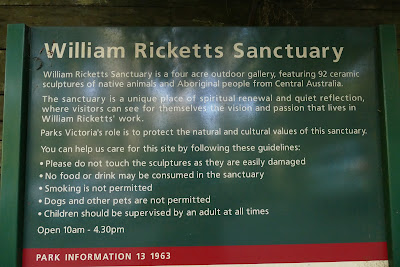 William Ricketts Sanctuary
William Ricketts Sanctuary is a four acre outdoor gallery, featuring 92 ceramic
sculptures of native animals and Aboriginal people from Central Australia.
The sanctuary is a unique place of spiritual renewal and quiet reflection,
where visitors can see for themselves the vision and passion that lives in
William Ricketts' work.
Parks Victoria's role is to protect the natural and cultural values of this sanctuary.
You can help us care for this site by following these guidelines:
• Please do not touch the sculptures as they are easily damaged
• No food or drink may be consumed in the sanctuary
• Smoking is not permitted
• Dogs and other pets are not permitted
• Children should be supervised by an adult at all times
Open 10am - 4.30pm
PARK INFORMATION 13 1963